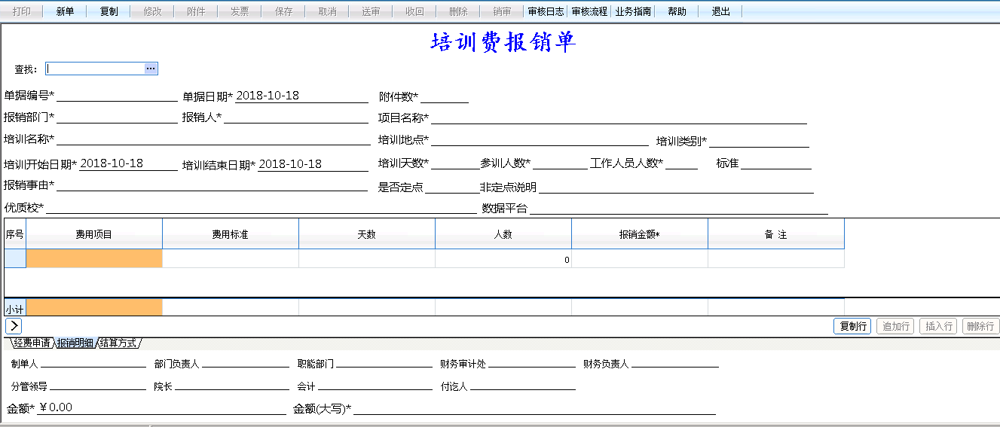 打印 新单 复制 修改 附件 发票 保存 取消 送审 收回 删除 销审 审核日志 审核流程 业务指南 帮助 退出
培训费报销单
查找: ...
单据编号* 单据日期* 2018-10-18 附件数*
报销部门* 报销人* 项目名称*
培训名称* 培训地点* 培训类别*
培训开始日期* 2018-10-18 培训结束日期* 2018-10-18 培训天数* 参训人数* 工作人员人数* 标准
报销事由* 是否定点 非定点说明
优质校* 数据平台
序号 费用项目 费用标准 天数 人数 报销金额* 备 注
0
小计
> 复制行 追加行 插入行 删除行
经费申请 报销明细 结算方式
制单人 部门负责人 职能部门 财务审计处 财务负责人
分管领导 院长 会计 付讫人
金额* ￥0.00 金额(大写)*